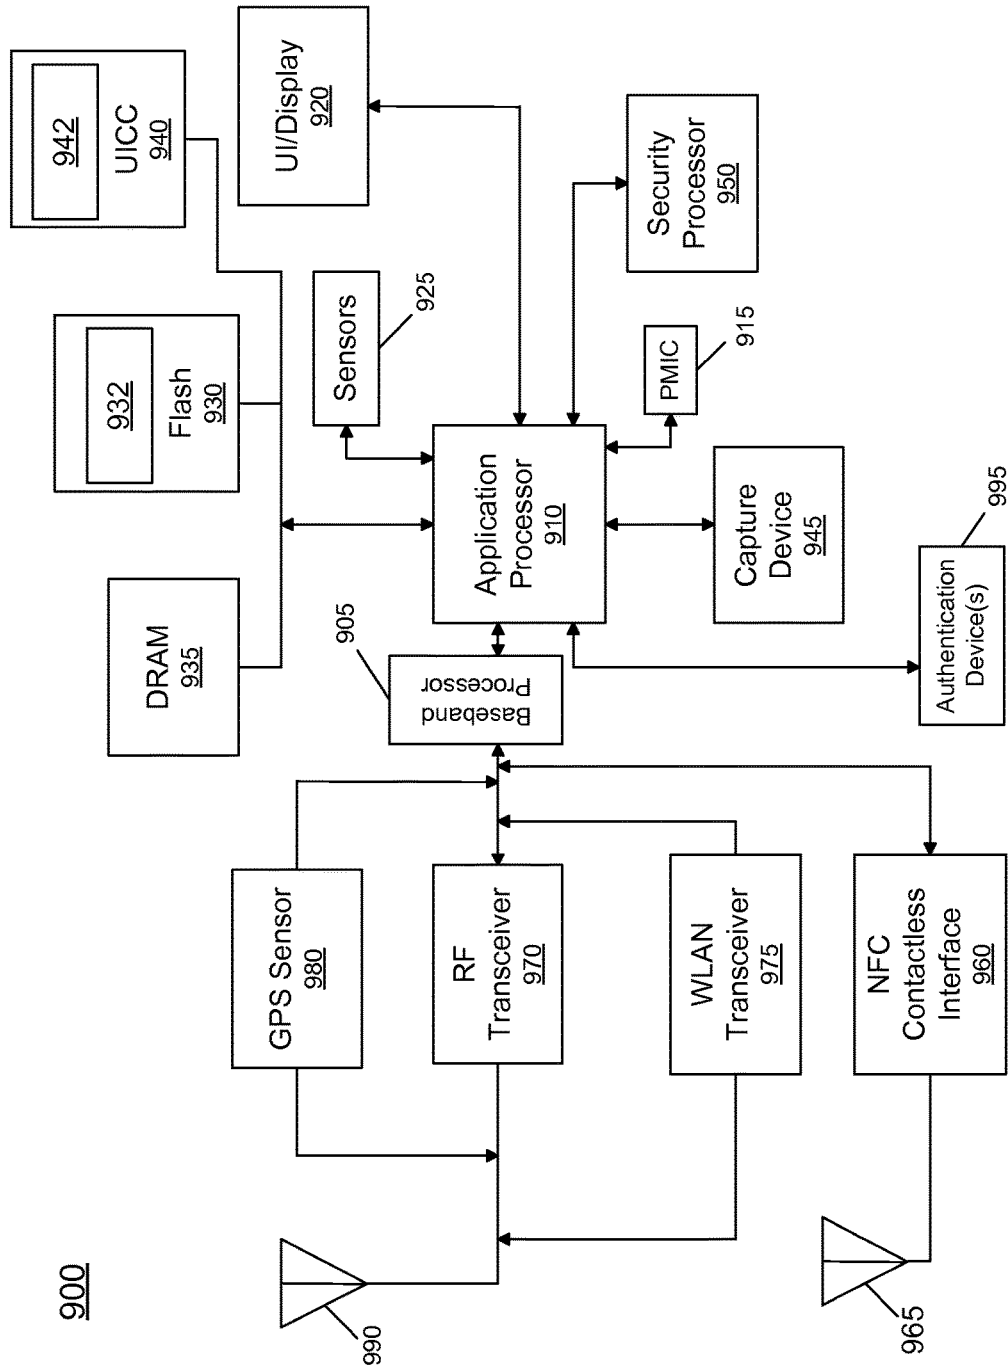 900
990
GPS Sensor
980
RF
Transceiver
970
WLAN
Transceiver
975
965
NFC
Contactless
Interface
960
DRAM
935
932
Flash
930
942
UICC
940
905
Baseband
Processor
Application
Processor
910
Sensors
925
UI/Display
920
Security
Processor
950
PMIC
915
Capture
Device
945
Authentication
Device(s)
995